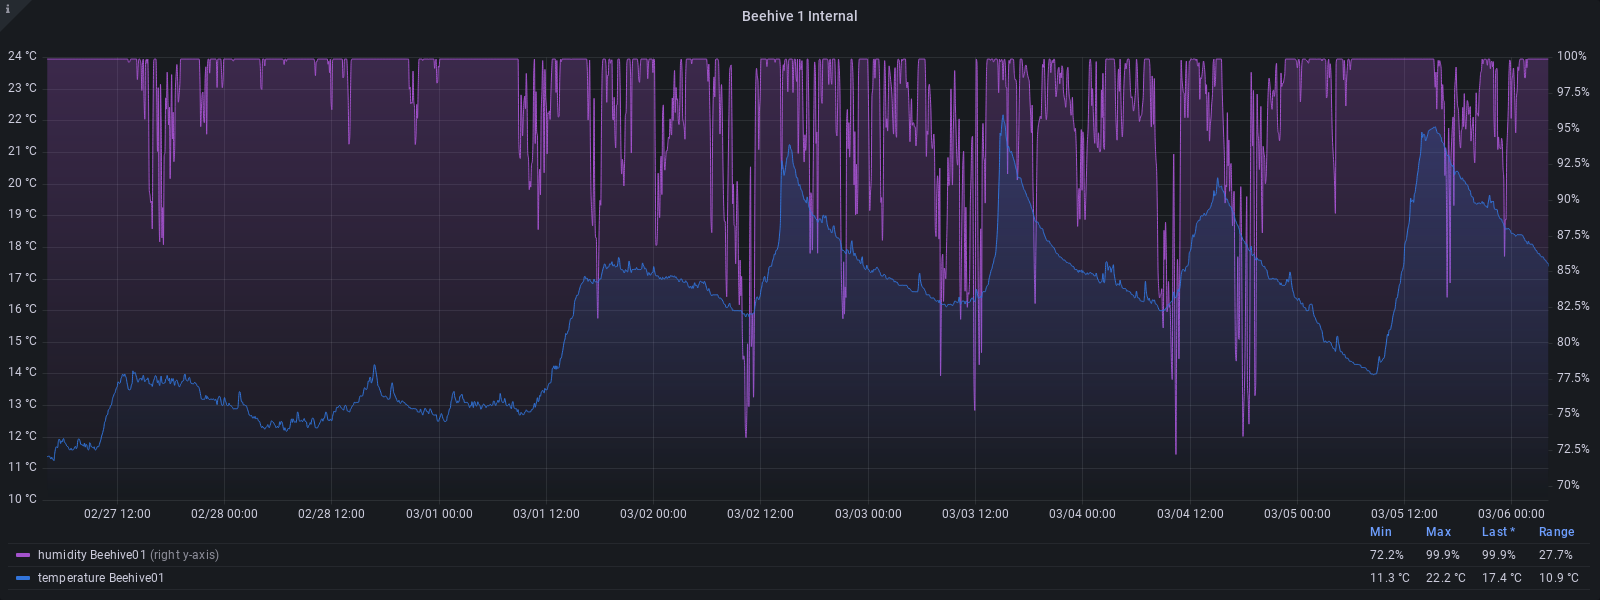 i
Beehive 1 Internal
24 °C
23 °C
22 °C
21 °C
20 °C
19 °C
18 °C
17 °C
16 °C
15 °C
14 °C
13 °C
12 °C
11 °C
10 °C
100%
97.5%
95%
92.5%
90%
87.5%
85%
82.5%
80%
77.5%
75%
72.5%
70%
02/27 12:00 02/28 00:00 02/28 12:00 03/01 00:00 03/01 12:00 03/02 00:00 03/02 12:00 03/03 00:00 03/03 12:00 03/04 00:00 03/04 12:00 03/05 00:00 03/05 12:00 03/06 00:00
Min Max Last * Range
humidity Beehive01 (right y-axis) 72.2% 99.9% 99.9% 27.7%
temperature Beehive01 11.3 °C 22.2 °C 17.4 °C 10.9 °C